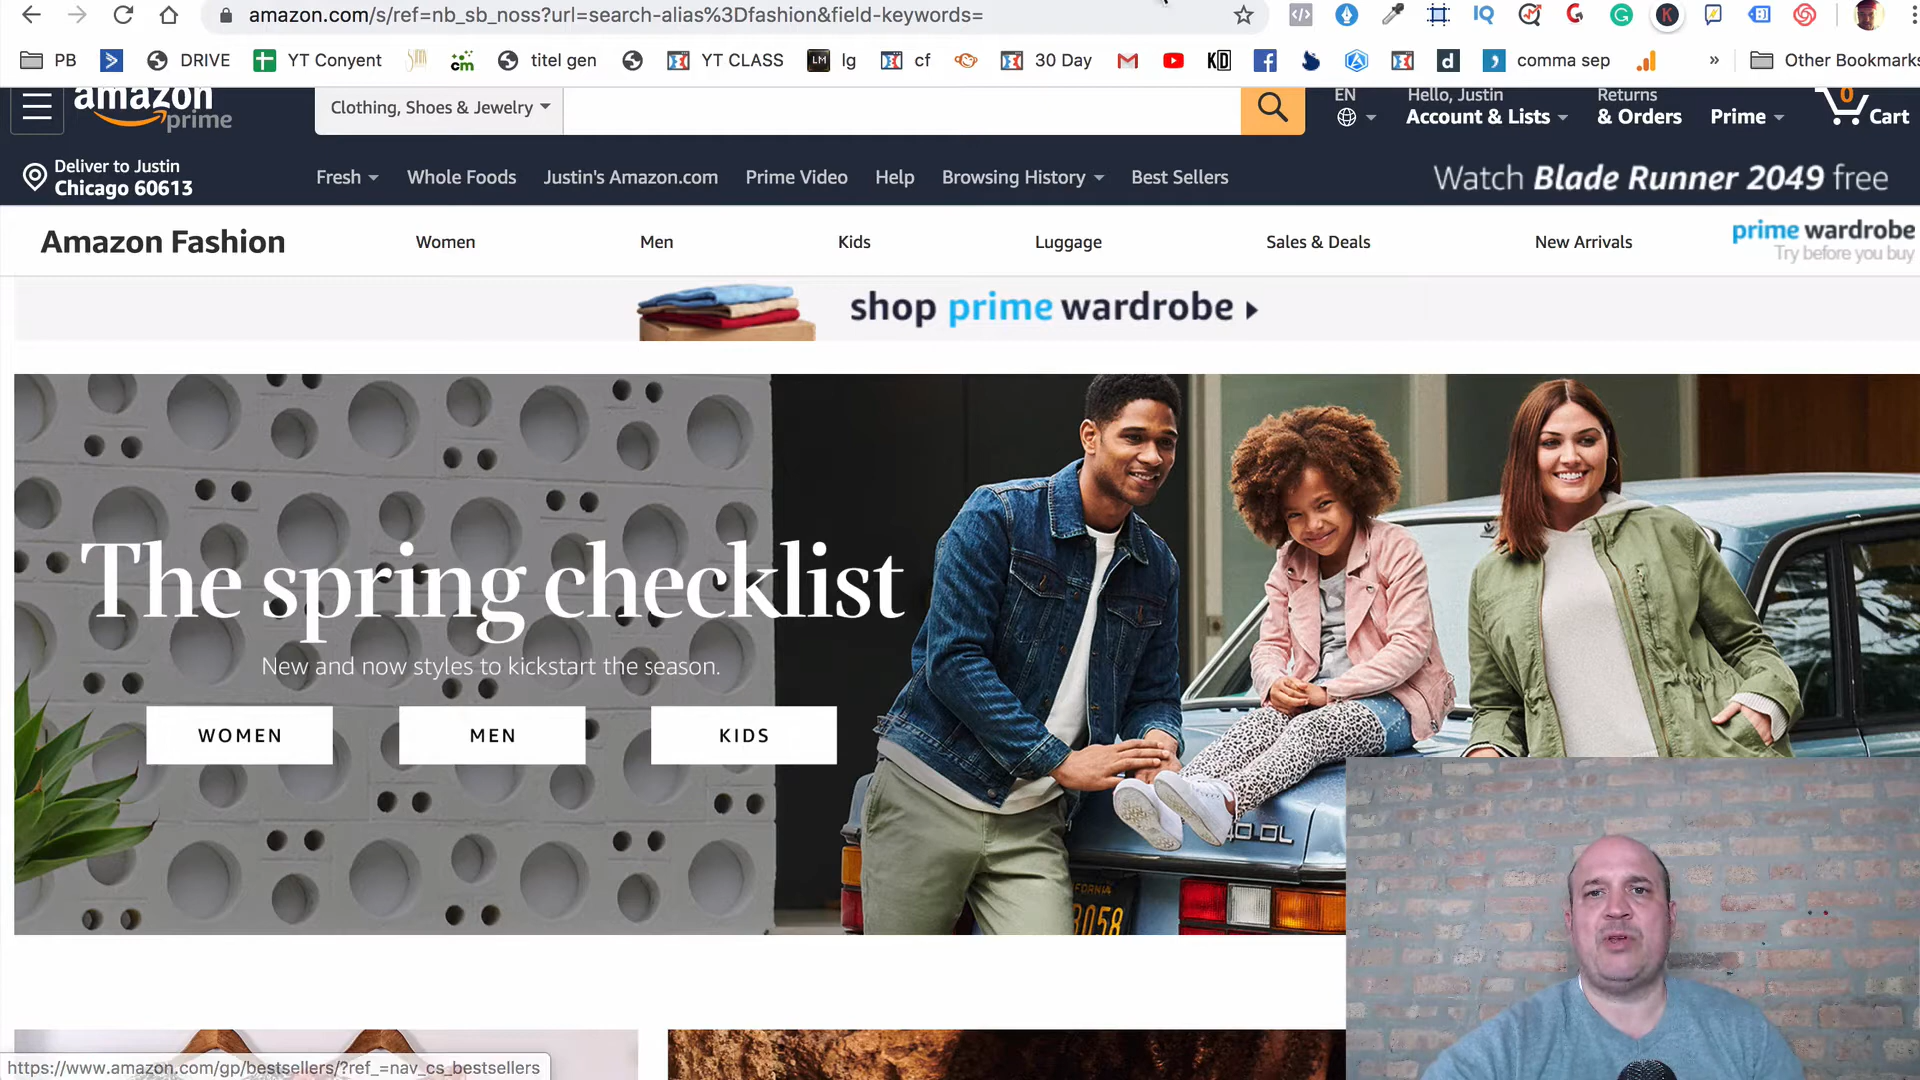 amazon.com/s/ref=nb_sb_noss?url=search-alias%3Dfashion&field-keywords=
PB
DRIVE
YT Conyent
titel gen
YT CLASS
LM
lg
cf
30 Day
KD
comma sep
»
Other Bookmarks
amazon
prime
Clothing, Shoes & Jewelry
EN
Hello, Justin
Account & Lists
Returns
& Orders
Prime
0
Cart
Deliver to Justin
Chicago 60613
Fresh
Whole Foods
Justin's Amazon.com
Prime Video
Help
Browsing History
Best Sellers
Watch Blade Runner 2049 free
Amazon Fashion
Women
Men
Kids
Luggage
Sales & Deals
New Arrivals
prime wardrobe
Try before you buy
shop prime wardrobe
The spring checklist
New and now styles to kickstart the season.
WOMEN
MEN
KIDS
3058
https://www.amazon.com/gp/bestsellers/?ref_=nav_cs_bestsellers